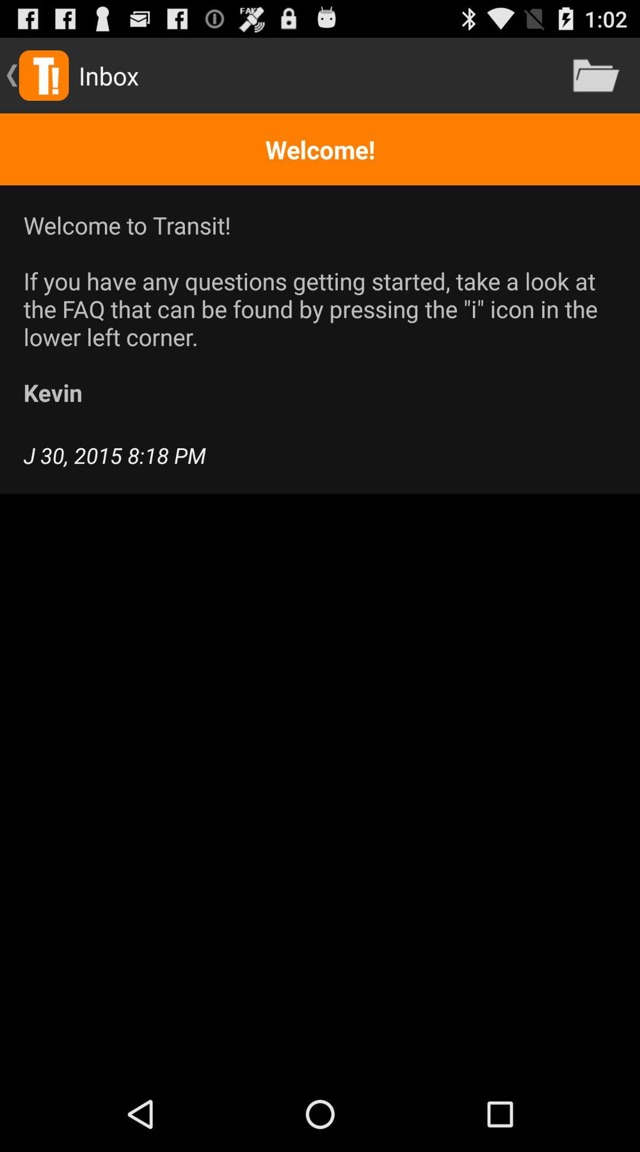 1:02
T! Inbox
Welcome!
Welcome to Transit!
If you have any questions getting started, take a look at
the FAQ that can be found by pressing the "i" icon in the
lower left corner.
Kevin
J 30, 2015 8:18 PM